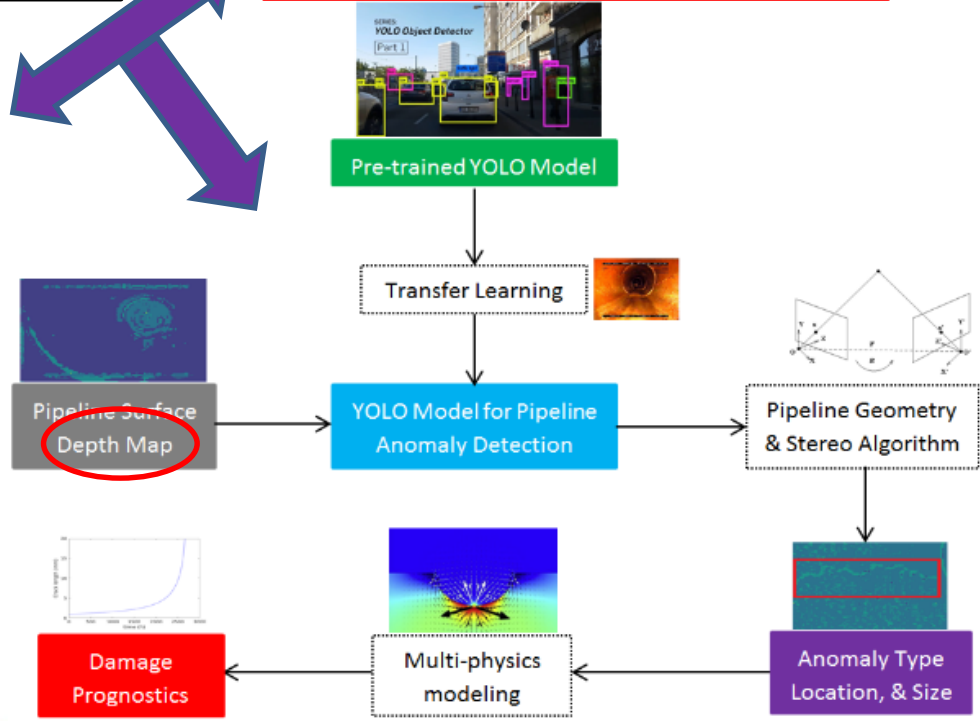 SERIES:
YOLO Object Detector
Part 1
Pre-trained YOLO Model
Transfer Learning
Pipeline Surface
Depth Map
YOLO Model for Pipeline
Anomaly Detection
Pipeline Geometry
& Stereo Algorithm
Damage
Prognostics
Multi-physics
modeling
Anomaly Type
Location, & Size